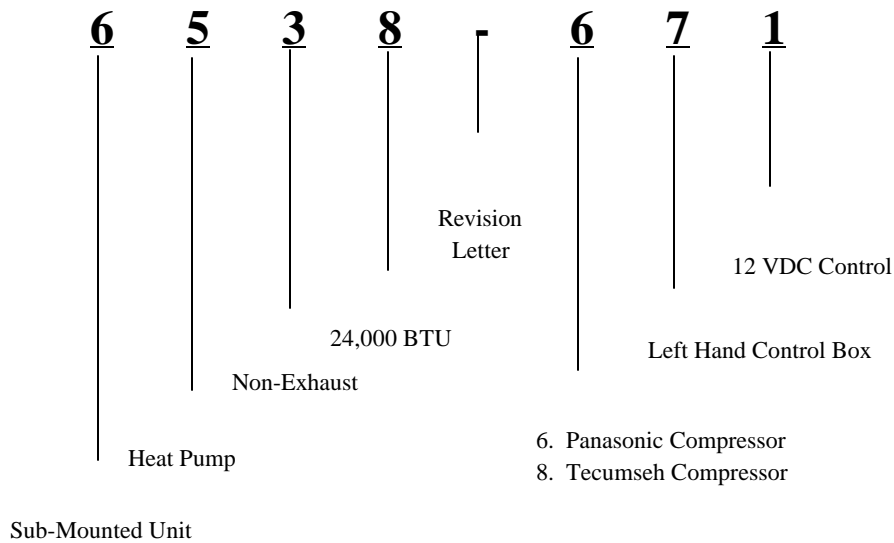 6 5 3 8 - 6 7 1
Revision
Letter
12 VDC Control
24,000 BTU
Left Hand Control Box
Non-Exhaust
6. Panasonic Compressor
Heat Pump
8. Tecumseh Compressor
Sub-Mounted Unit